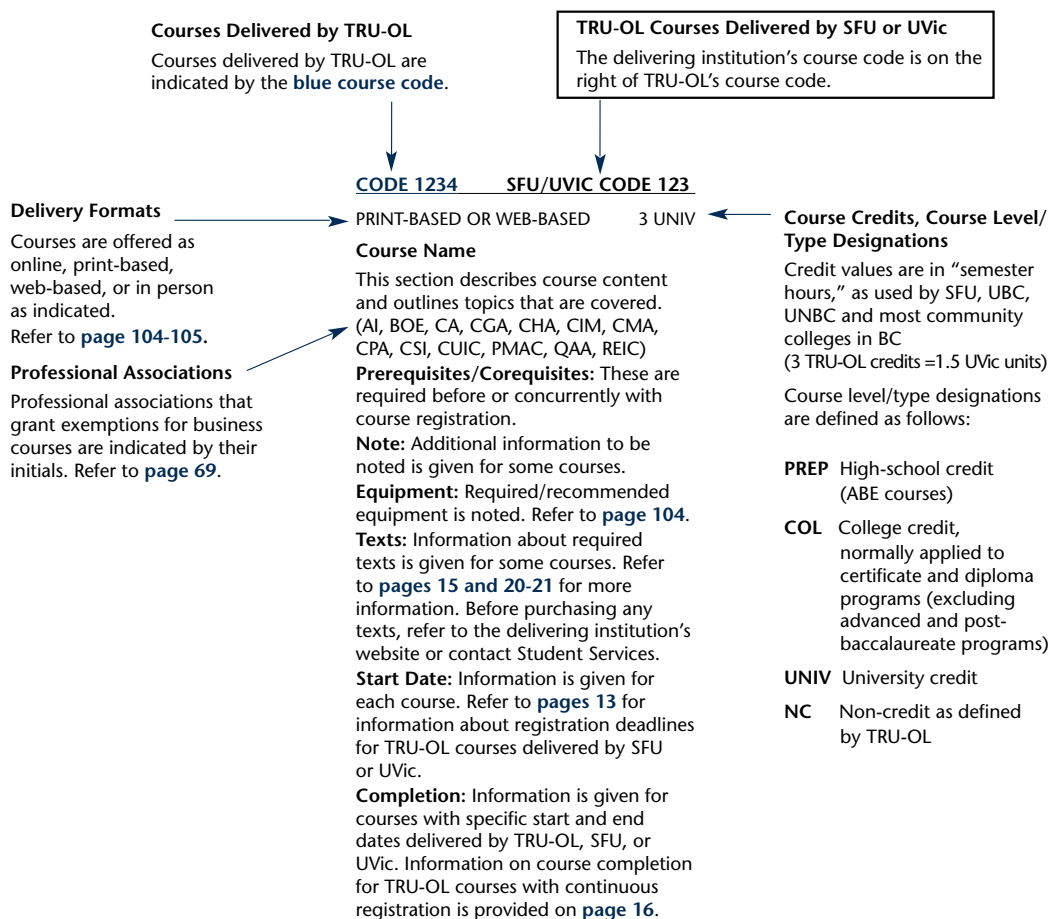 Courses Delivered by TRU-OL
Courses delivered by TRU-OL are
indicated by the blue course code.
TRU-OL Courses Delivered by SFU or UVic
The delivering institution's course code is on the
right of TRU-OL's course code.
Delivery Formats
Courses are offered as
online, print-based,
web-based, or in person
as indicated.
Refer to page 104-105.
Professional Associations
Professional associations that
grant exemptions for business
courses are indicated by their
initials. Refer to page 69.
CODE 1234 SFU/UVIC CODE 123
PRINT-BASED OR WEB-BASED 3 UNIV
Course Name
This section describes course content
and outlines topics that are covered.
(AI, BOE, CA, CGA, CHA, CIM, CMA,
CPA, CSI, CUIC, PMAC, QAA, REIC)
Prerequisites/Corequisites: These are
required before or concurrently with
course registration.
Note: Additional information to be
noted is given for some courses.
Equipment: Required/recommended
equipment is noted. Refer to page 104.
Texts: Information about required
texts is given for some courses. Refer
to pages 15 and 20-21 for more
information. Before purchasing any
texts, refer to the delivering institution's
website or contact Student Services.
Start Date: Information is given for
each course. Refer to pages 13 for
information about registration deadlines
for TRU-OL courses delivered by SFU
or UVic.
Completion: Information is given for
courses with specific start and end
dates delivered by TRU-OL, SFU, or
UVic. Information on course completion
for TRU-OL courses with continuous
registration is provided on page 16.
Course Credits, Course Level/
Type Designations
Credit values are in "semester
hours," as used by SFU, UBC,
UNBC and most community
colleges in BC
(3 TRU-OL credits =1.5 UVic units)
Course level/type designations
are defined as follows:
PREP High-school credit
(ABE courses)
COL College credit,
normally applied to
certificate and diploma
programs (excluding
advanced and post-
baccalaureate programs)
UNIV University credit
NC Non-credit as defined
by TRU-OL